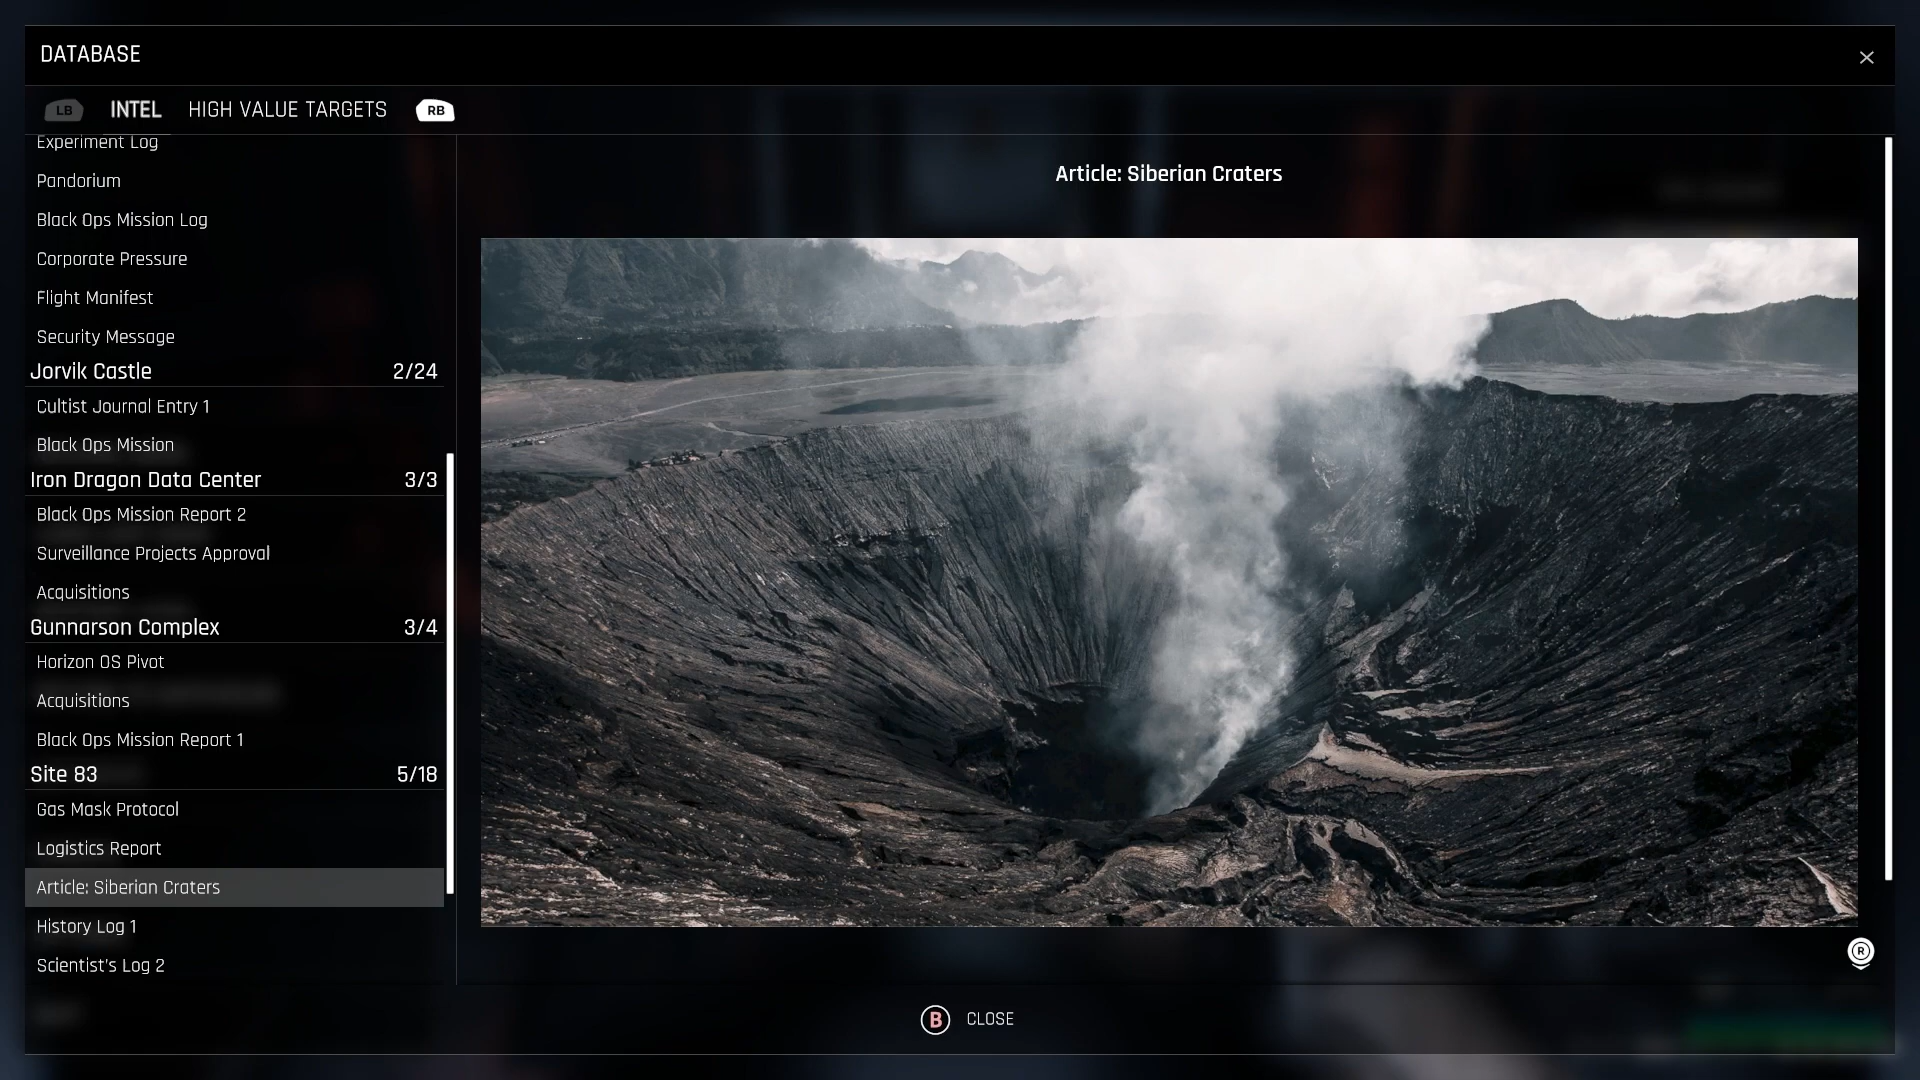 DATABASE
LB INTEL HIGH VALUE TARGETS RB
Experiment Log
Pandorium
Black Ops Mission Log
Corporate Pressure
Flight Manifest
Security Message
Jorvik Castle 2/24
Cultist Journal Entry 1
Black Ops Mission
Iron Dragon Data Center 3/3
Black Ops Mission Report 2
Surveillance Projects Approval
Acquisitions
Gunnarson Complex 3/4
Horizon OS Pivot
Acquisitions
Black Ops Mission Report 1
Site 83 5/18
Gas Mask Protocol
Logistics Report
Article: Siberian Craters
History Log 1
Scientist's Log 2
Article: Siberian Craters
R
B CLOSE